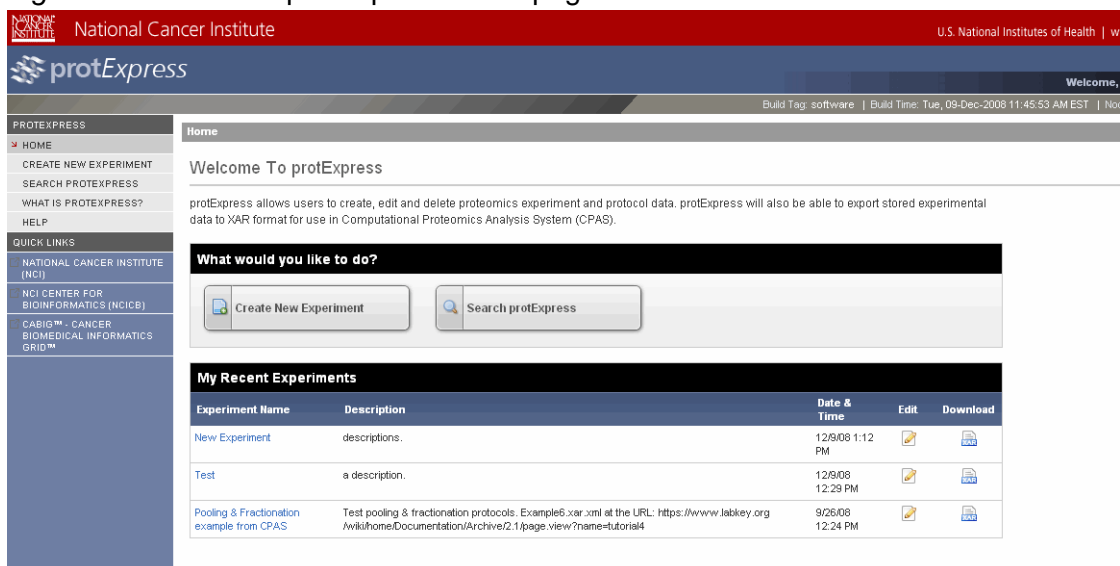 NATIONAL
CANCER
INSTITUTE
National Cancer Institute
U.S. National Institutes of Health |
protExpress
Welcome,
Build Tag: software | Build Time: Tue, 09-Dec-2008 11:45:53 AM EST |
PROTEXPRESS
HOME
CREATE NEW EXPERIMENT
SEARCH PROTEXPRESS
WHAT IS PROTEXPRESS?
HELP
QUICK LINKS
NATIONAL CANCER INSTITUTE
(NCI)
NCI CENTER FOR
BIOINFORMATICS (NCICB)
CABIG™ - CANCER
BIOMEDICAL INFORMATICS
GRID™
Home
Welcome To protExpress
protExpress allows users to create, edit and delete proteomics experiment and protocol data. protExpress will also be able to export stored experimental
data to XAR format for use in Computational Proteomics Analysis System (CPAS).
What would you like to do?
Create New Experiment
Search protExpress
My Recent Experiments
Experiment Name Description Date &
Time Edit Download
New Experiment descriptions. 12/9/08 1:12
PM XAR
Test a description. 12/9/08
12:29 PM XAR
Pooling & Fractionation
example from CPAS
Test pooling & fractionation protocols. Example6.xar.xml at the URL: https://www.labkey.org
/wiki/home/Documentation/Archive/2.1/page.view?name=tutorial4
9/26/08
12:24 PM XAR